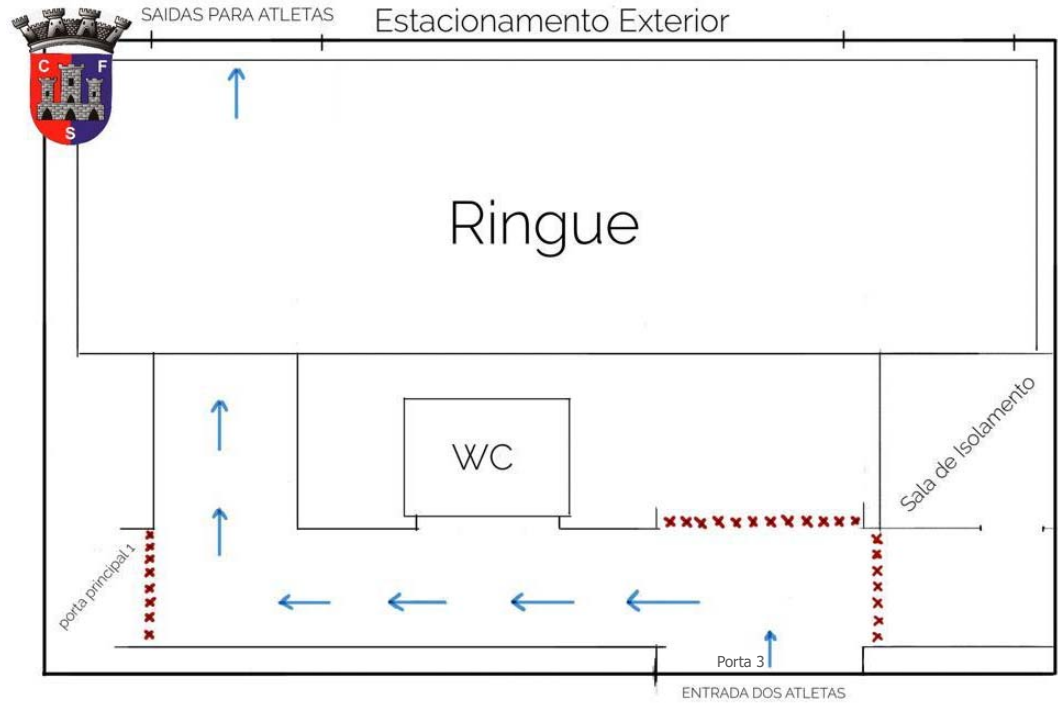 SAIDAS PARA ATLETAS
Estacionamento Exterior
C F
S
Ringue
WC
Sala de Isolamento
porta principal 1
Porta 3
ENTRADA DOS ATLETAS